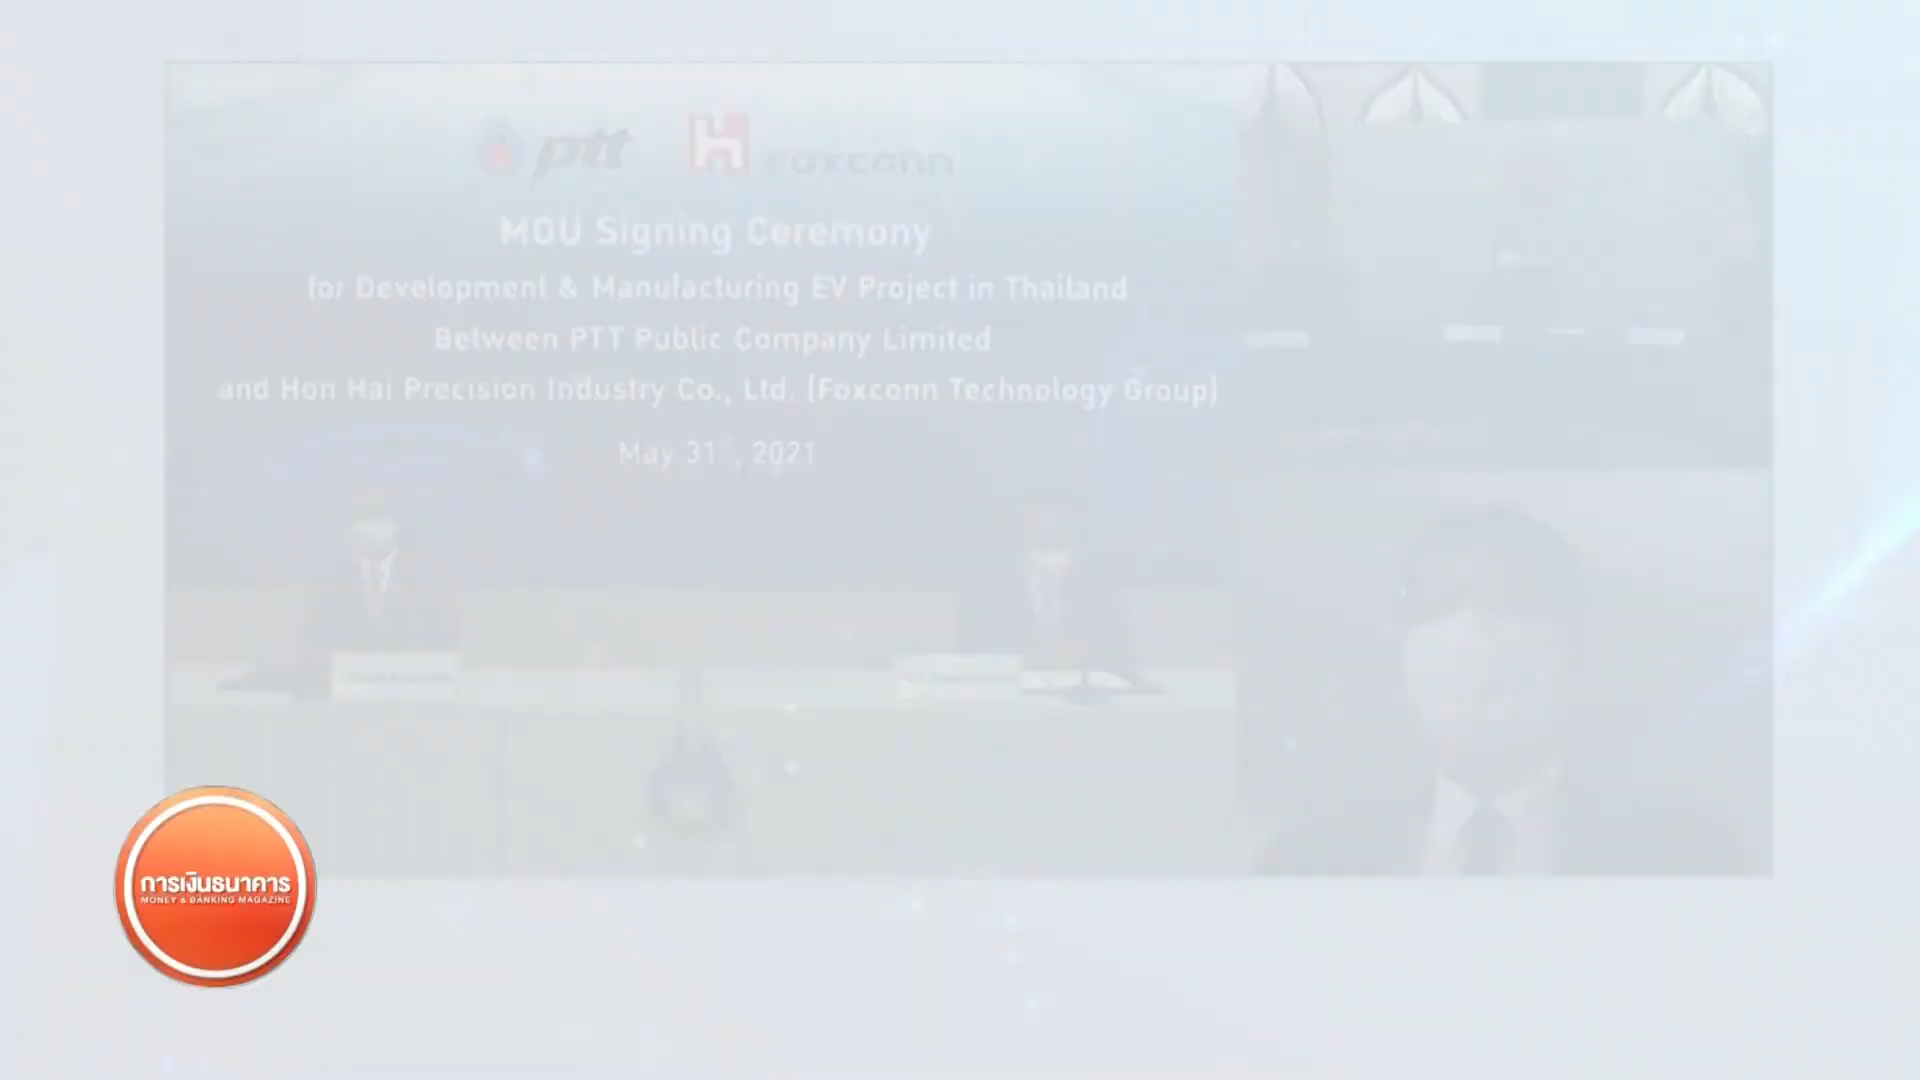 ptt
FOXCONN
MOU Signing Ceremony
for Development & Manufacturing EV Project in Thailand
Between PTT Public Company Limited
and Hon Hai Precision Industry Co., Ltd. (Foxconn Technology Group)
May 31 , 2021
การเงินธนาคาร
MONEY & BANKING MAGAZINE